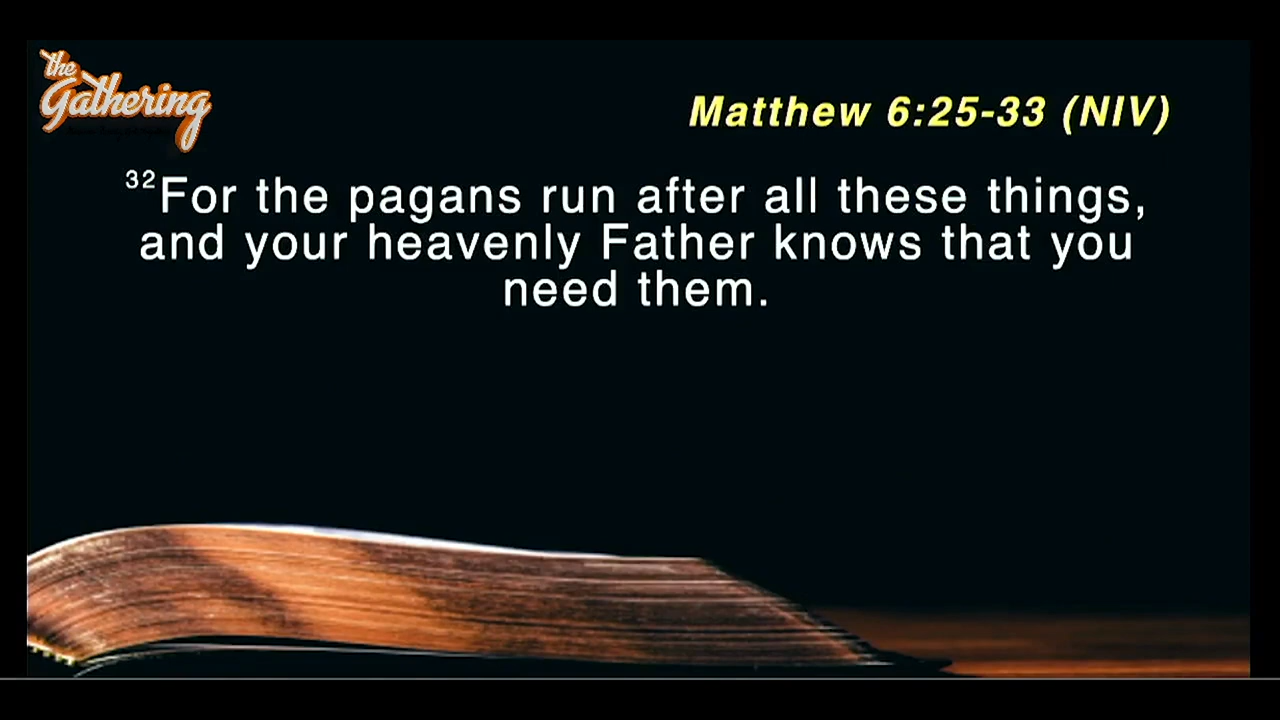 the
Gathering
Matthew 6:25-33 (NIV)
32For the pagans run after all these things,
and your heavenly Father knows that you
need them.